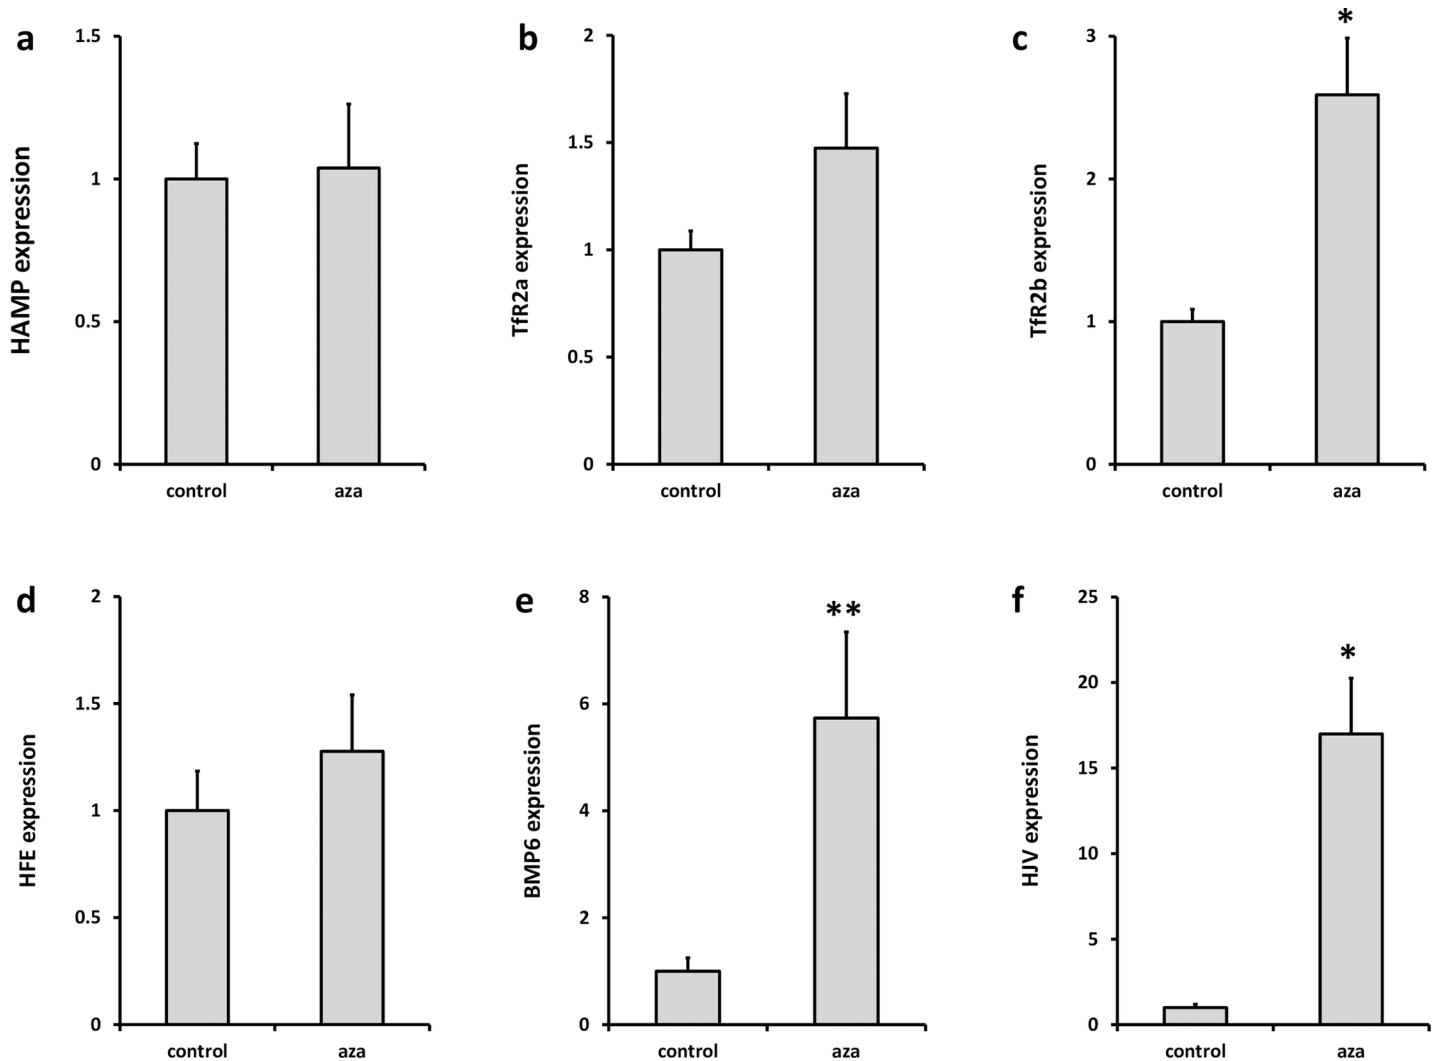 a
HAMP expression
1.5
1
0.5
0
control aza
b
TfR2a expression
2
1.5
1
0.5
0
control aza
c
TfR2b expression
3
2
1
0
control aza
*
d
HFE expression
2
1.5
1
0.5
0
control aza
e
BMP6 expression
8
6
4
2
0
control aza
**
f
HJV expression
25
20
15
10
5
0
control aza
*